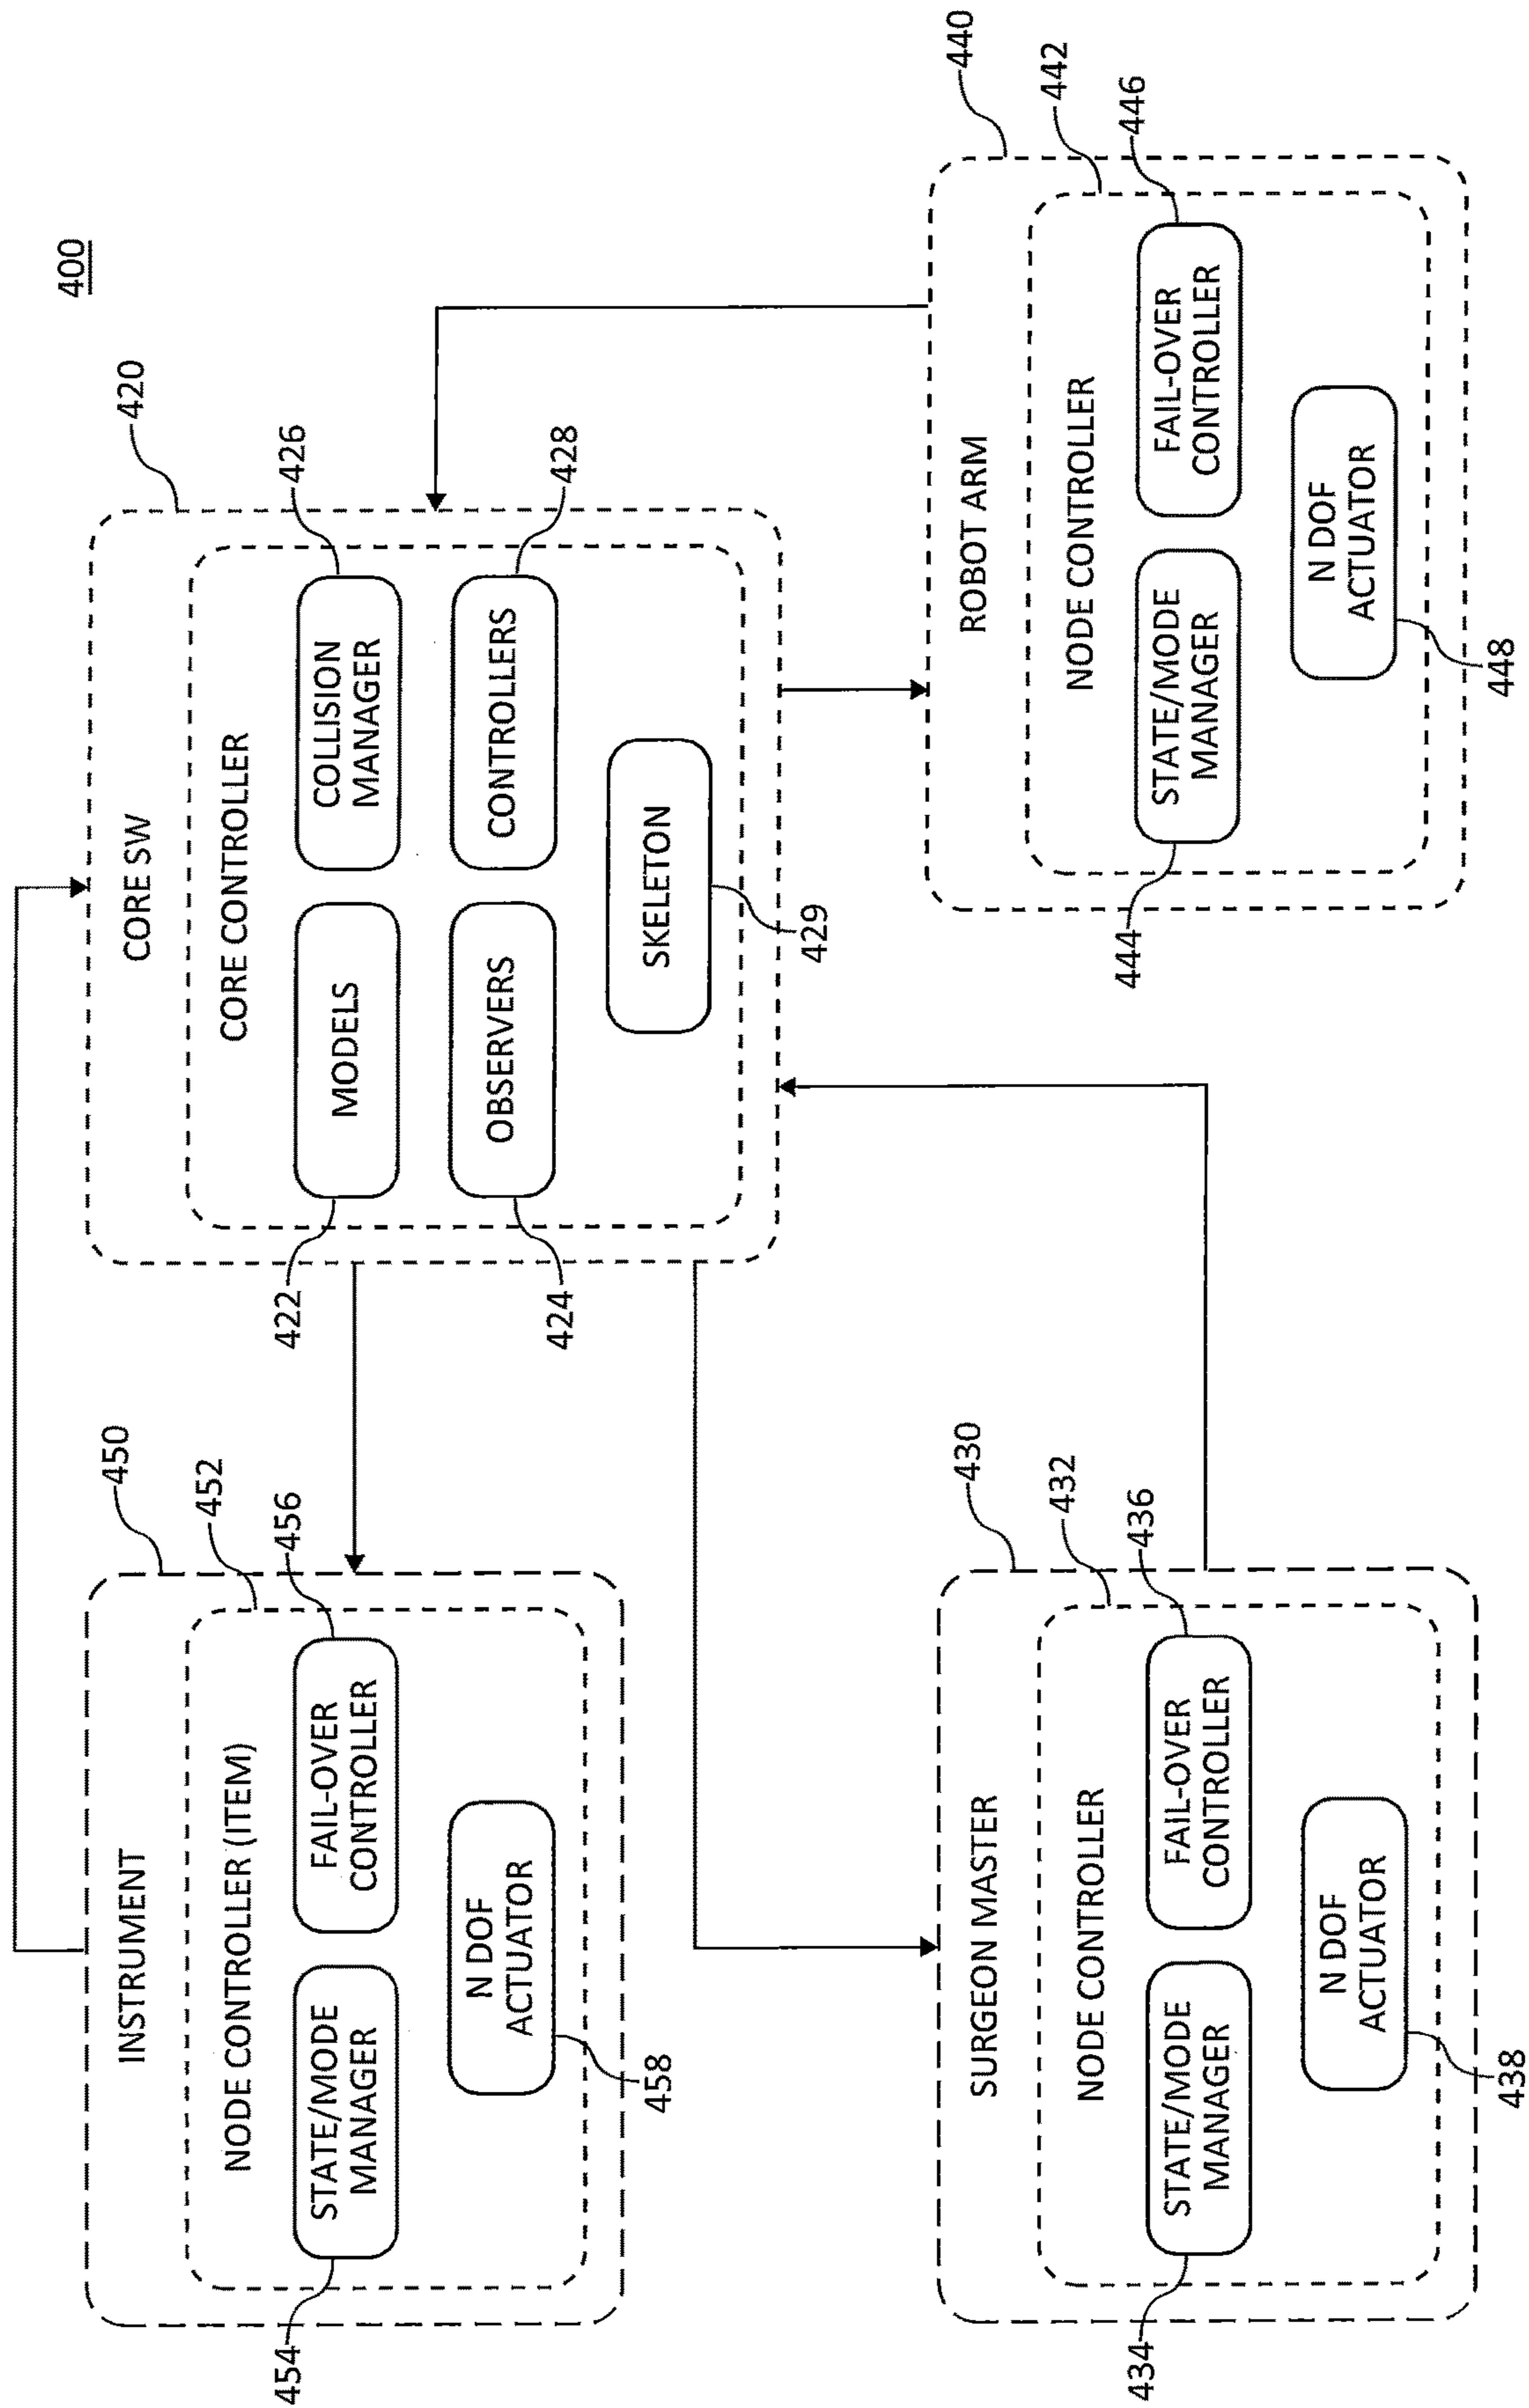 400
INSTRUMENT
450
NODE CONTROLLER (ITEM)
452
STATE/MODE
MANAGER
454
FAIL-OVER
CONTROLLER
456
N DOF
ACTUATOR
458
CORE SW
420
CORE CONTROLLER
MODELS
422
COLLISION
MANAGER
426
OBSERVERS
424
CONTROLLERS
428
SKELETON
429
SURGEON MASTER
430
NODE CONTROLLER
432
STATE/MODE
MANAGER
434
FAIL-OVER
CONTROLLER
436
N DOF
ACTUATOR
438
ROBOT ARM
440
NODE CONTROLLER
442
STATE/MODE
MANAGER
444
FAIL-OVER
CONTROLLER
446
N DOF
ACTUATOR
448